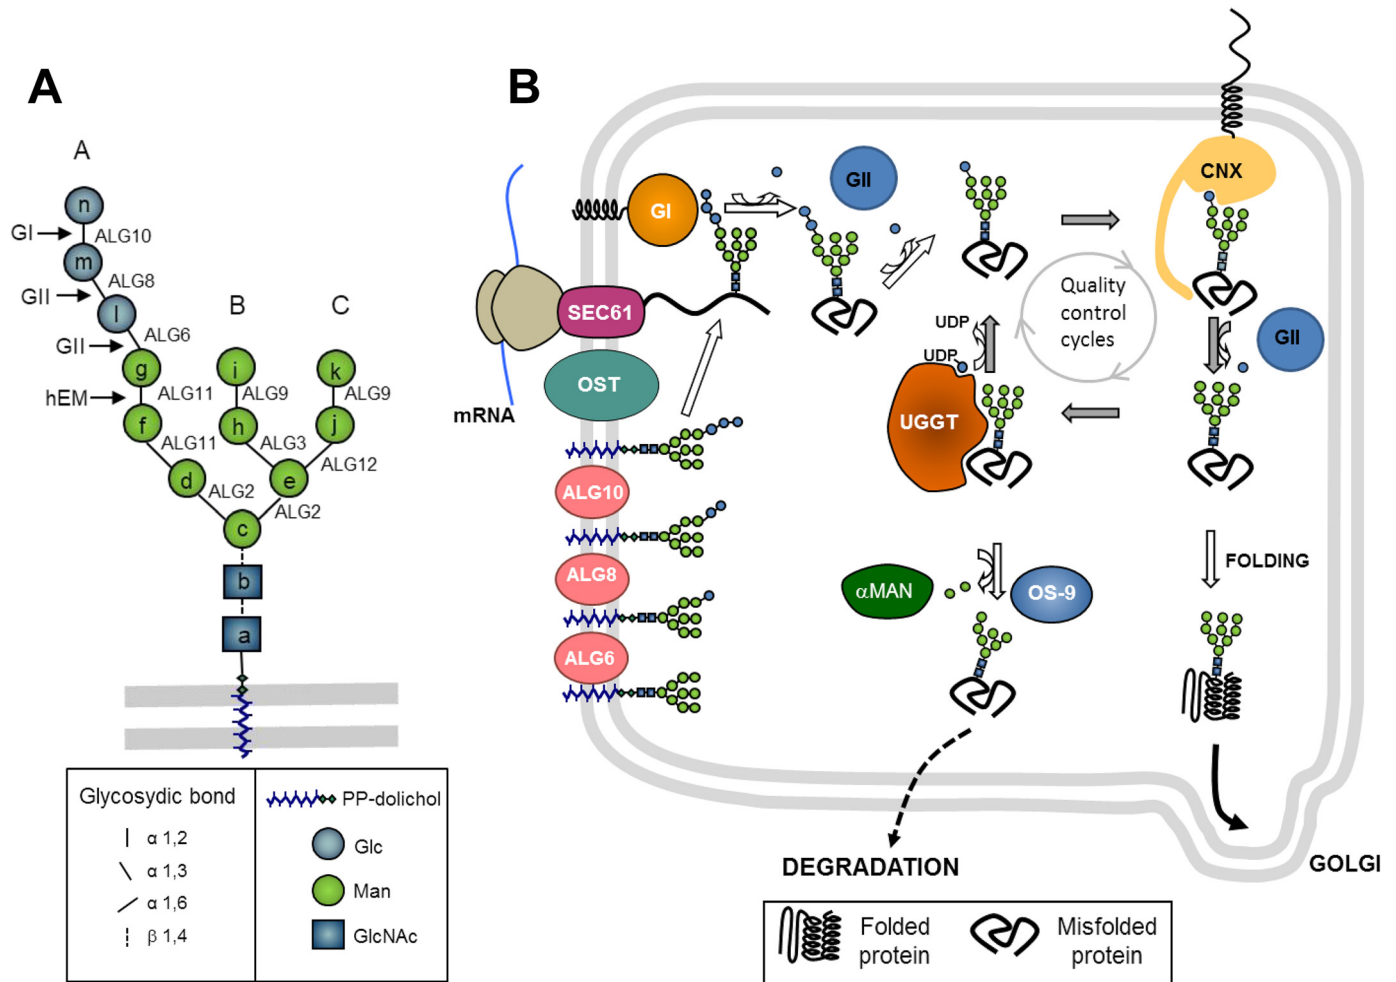 A
B
A
n
GI
ALG10
m
ALG8
GII
l
B
C
ALG6
GII
g
i
k
hEM
ALG11
ALG9
ALG9
f
h
j
ALG11
ALG3
ALG12
d
e
ALG2
ALG2
c
b
a
Glycosydic bond
α 1,2
α 1,3
α 1,6
β 1,4
PP-dolichol
Glc
Man
GlcNAc
mRNA
SEC61
OST
GI
GII
CNX
Quality
control
cycles
UDP
UDP
UGGT
GII
ALG10
ALG8
ALG6
αMAN
OS-9
FOLDING
DEGRADATION
GOLGI
Folded
protein
Misfolded
protein